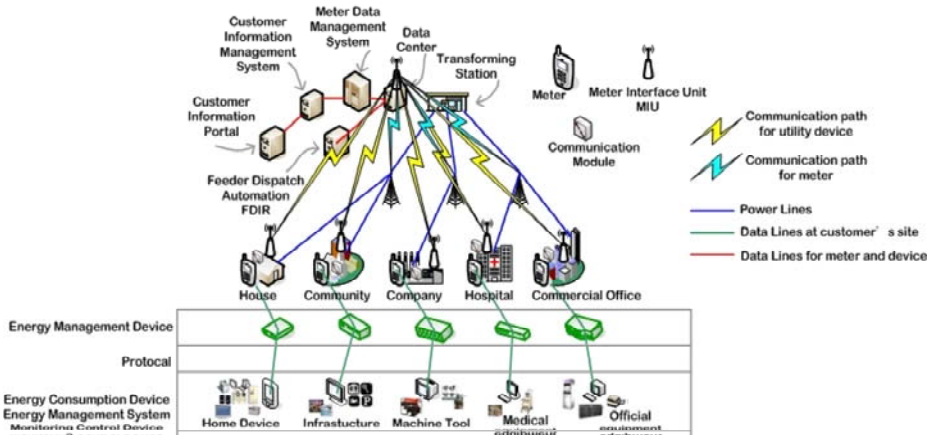 Customer
Information
Management
System
Meter Data
Management
System
Data
Center
Transforming
Station
Customer
Information
Portal
Feeder Dispatch
Automation
FDIR
Meter
Meter Interface Unit
MIU
Communication
Module
Communication path
for utility device
Communication path
for meter
Power Lines
Data Lines at customer' s site
Data Lines for meter and device
House
Community
Company
Hospital
Commercial Office
Energy Management Device
Protocal
Energy Consumption Device
Energy Management System
Monitoring Control Device
Home Device
Infrastucture
Machine Tool
Medical
Official